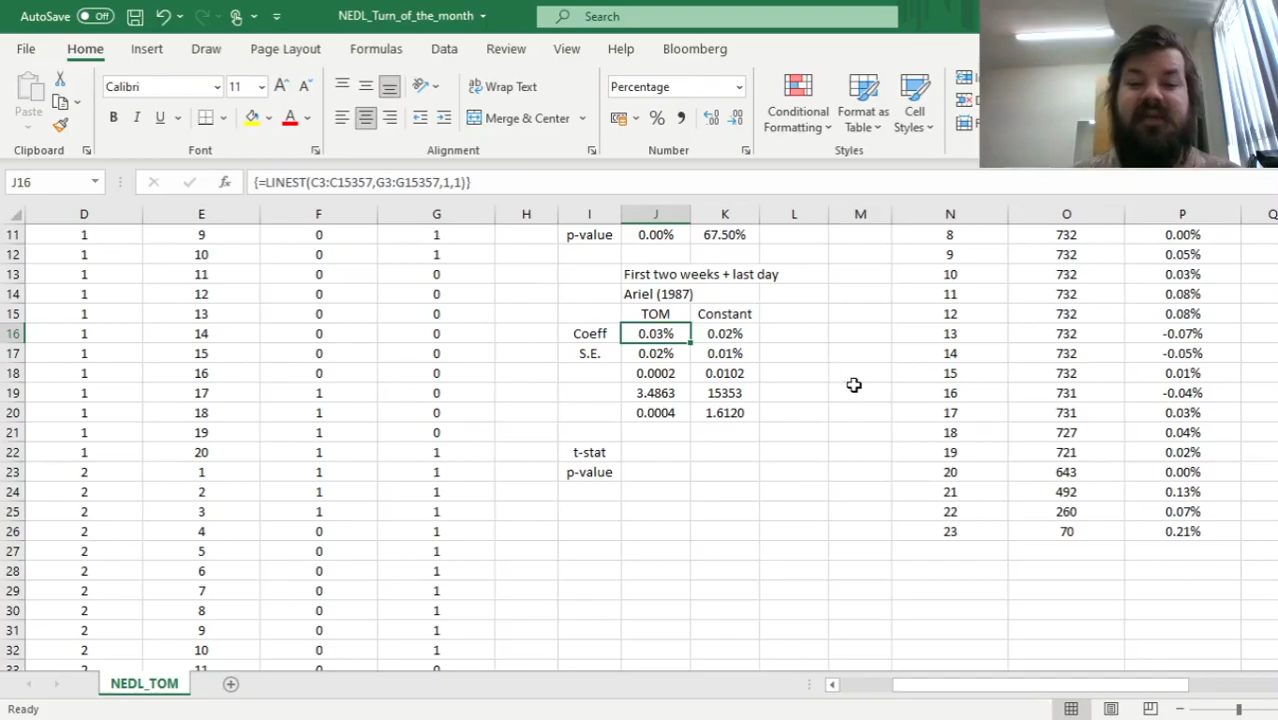 AutoSave Off NEDL_Turn_of_the_month Search
File Home Insert Draw Page Layout Formulas Data Review View Help Bloomberg
Paste Calibri 11 Wrap Text Percentage Conditional Formatting Format as Table Cell Styles
B I U Merge & Center
Clipboard Font Alignment Number Styles
J16 {=LINEST(C3:C15357,G3:G15357,1,1)}
D E F G H I J K L M N O P Q
11 1 9 0 1 p-value 0.00% 67.50% 8 732 0.00%
12 1 10 0 1 9 732 0.05%
13 1 11 0 0 First two weeks + last day 10 732 0.03%
14 1 12 0 0 Ariel (1987) 11 732 0.08%
15 1 13 0 0 TOM Constant 12 732 0.08%
16 1 14 0 0 Coeff 0.03% 0.02% 13 732 -0.07%
17 1 15 0 0 S.E. 0.02% 0.01% 14 732 -0.05%
18 1 16 0 0 0.0002 0.0102 15 732 0.01%
19 1 17 1 0 3.4863 15353 16 731 -0.04%
20 1 18 1 0 0.0004 1.6120 17 731 0.03%
21 1 19 1 0 18 727 0.04%
22 1 20 1 1 t-stat 19 721 0.02%
23 2 1 1 1 p-value 20 643 0.00%
24 2 2 1 1 21 492 0.13%
25 2 3 1 1 22 260 0.07%
26 2 4 0 1 23 70 0.21%
27 2 5 0 1
28 2 6 0 1
29 2 7 0 1
30 2 8 0 1
31 2 9 0 1
32 2 10 0 1
33 2 11 0 0
NEDL_TOM
Ready